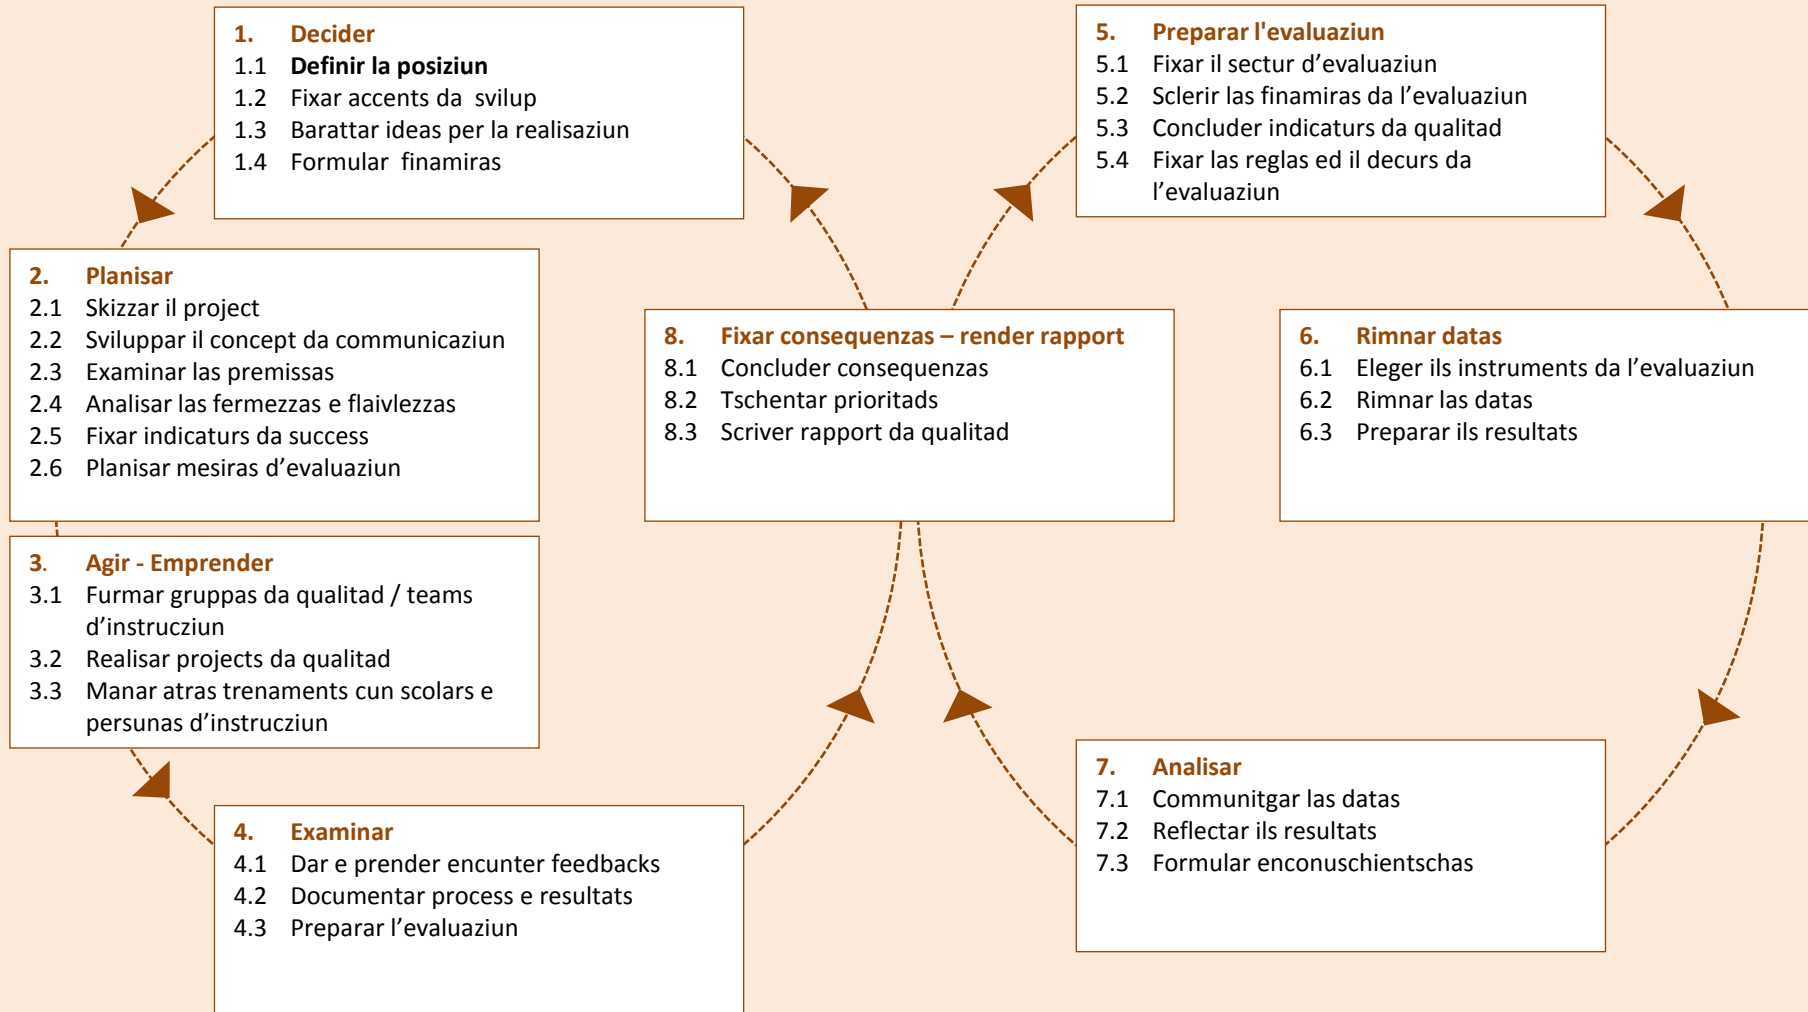 1. Decider
1.1 Definir la posiziun
1.2 Fixar accents da svilup
1.3 Barattar ideas per la realisaziun
1.4 Formular finamiras
2. Planisar
2.1 Skizzar il project
2.2 Sviluppar il concept da communicaziun
2.3 Examinar las premissas
2.4 Analisar las fermezzas e flaivlezzas
2.5 Fixar indicaturs da success
2.6 Planisar mesiras d’evaluaziun
3. Agir - Emprender
3.1 Furmar gruppas da qualitad / teams
d’instrucziun
3.2 Realisar projects da qualitad
3.3 Manar atras trenaments cun scolars e
persunas d’instrucziun
4. Examinar
4.1 Dar e prender encunter feedbacks
4.2 Documentar process e resultats
4.3 Preparar l’evaluaziun
5. Preparar l'evaluaziun
5.1 Fixar il sectur d’evaluaziun
5.2 Sclerir las finamiras da l’evaluaziun
5.3 Concluder indicaturs da qualitad
5.4 Fixar las reglas ed il decurs da
l’evaluaziun
6. Rimnar datas
6.1 Eleger ils instruments da l’evaluaziun
6.2 Rimnar las datas
6.3 Preparar ils resultats
7. Analisar
7.1 Communitgar las datas
7.2 Reflectar ils resultats
7.3 Formular enconuschientschas
8. Fixar consequenzas – render rapport
8.1 Concluder consequenzas
8.2 Tschentar prioritads
8.3 Scriver rapport da qualitad